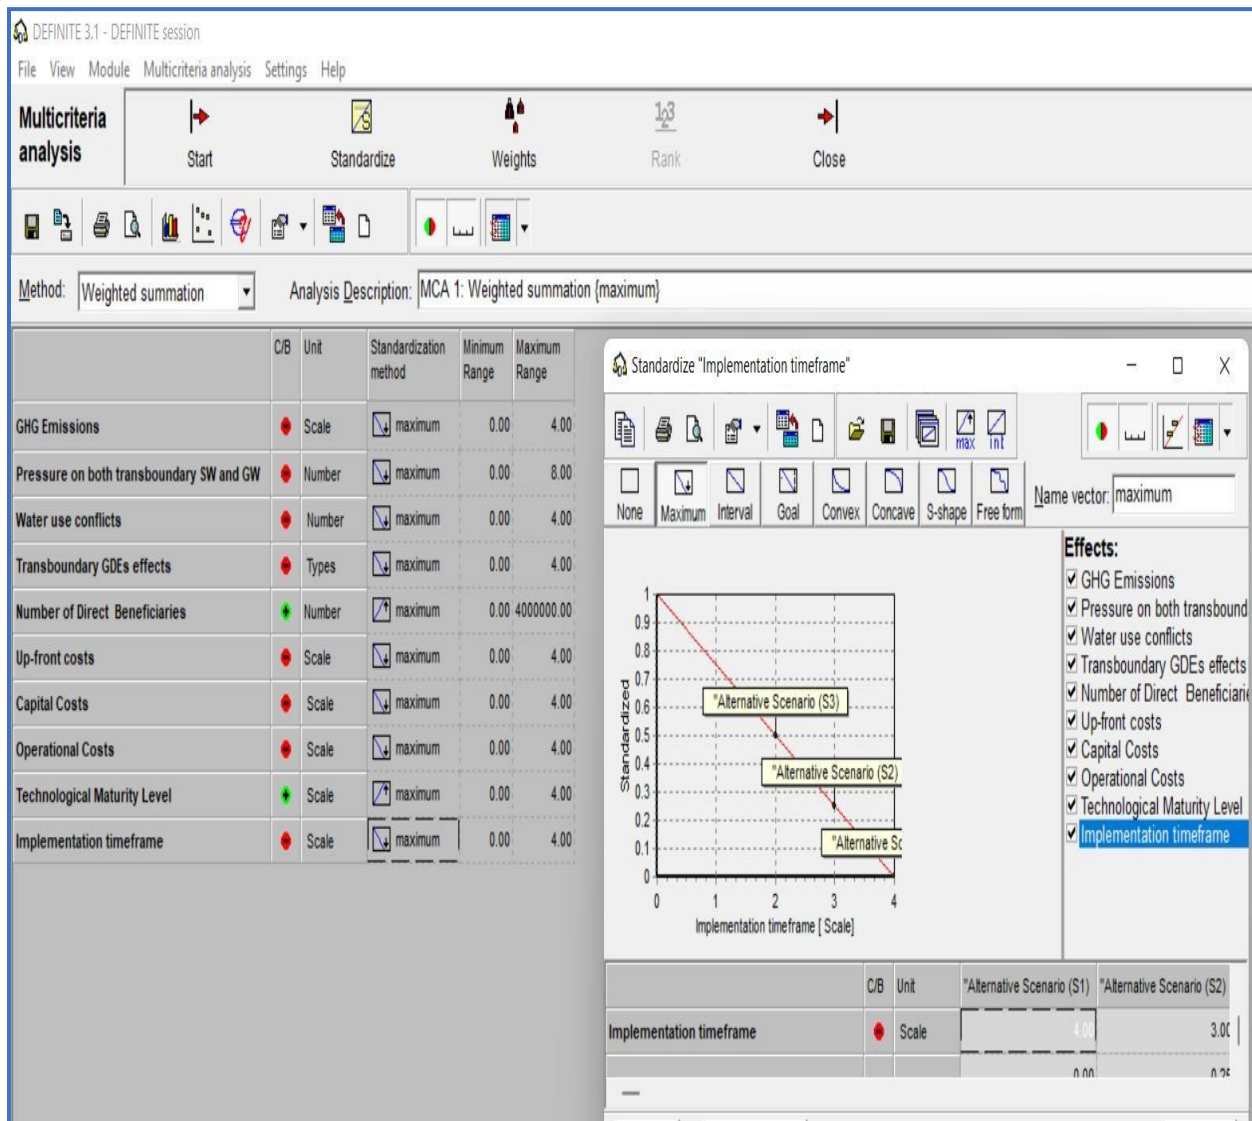 DEFINITE 3.1 - DEFINITE session
File View Module Multicriteria analysis Settings Help
Multicriteria analysis
Start Standardize Weights Rank Close
Method: Weighted summation Analysis Description: MCA 1: Weighted summation {maximum}
C/B Unit Standardization method Minimum Range Maximum Range
GHG Emissions Scale maximum 0.00 4.00
Pressure on both transboundary SW and GW Number maximum 0.00 8.00
Water use conflicts Number maximum 0.00 4.00
Transboundary GDEs effects Types maximum 0.00 4.00
Number of Direct Beneficiaries Number maximum 0.00 4000000.00
Up-front costs Scale maximum 0.00 4.00
Capital Costs Scale maximum 0.00 4.00
Operational Costs Scale maximum 0.00 4.00
Technological Maturity Level Scale maximum 0.00 4.00
Implementation timeframe Scale maximum 0.00 4.00
Standardize "Implementation timeframe"
max int
None Maximum Interval Goal Convex Concave S-shape Free form Name vector: maximum
Effects:
GHG Emissions
Pressure on both transbound
Water use conflicts
Transboundary GDEs effects
Number of Direct Beneficiarie
Up-front costs
Capital Costs
Operational Costs
Technological Maturity Level
Implementation timeframe
Standardized
1
0.9
0.8
0.7
0.6
0.5
0.4
0.3
0.2
0.1
0
"Alternative Scenario (S3)
"Alternative Scenario (S2)
"Alternative Sc
0 1 2 3 4
Implementation timeframe [ Scale]
C/B Unit "Alternative Scenario (S1) "Alternative Scenario (S2)
Implementation timeframe Scale 4.00 3.00
0.00 0.25